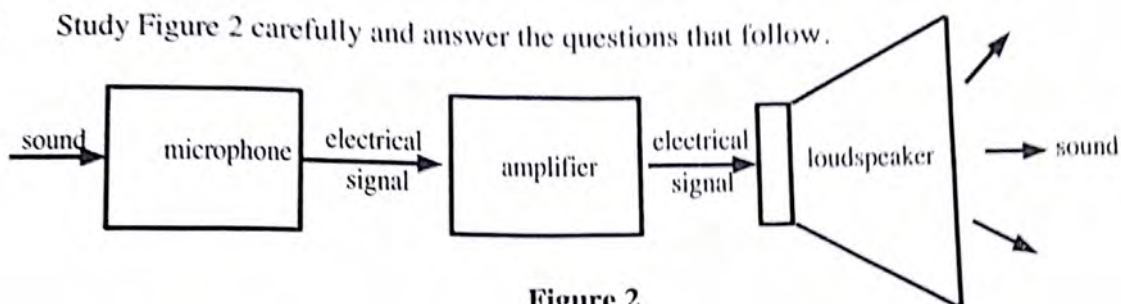 Study Figure 2 carefully and answer the questions that follow.
sound
microphone
electrical
signal
amplifier
electrical
signal
loudspeaker
sound
Figure 2